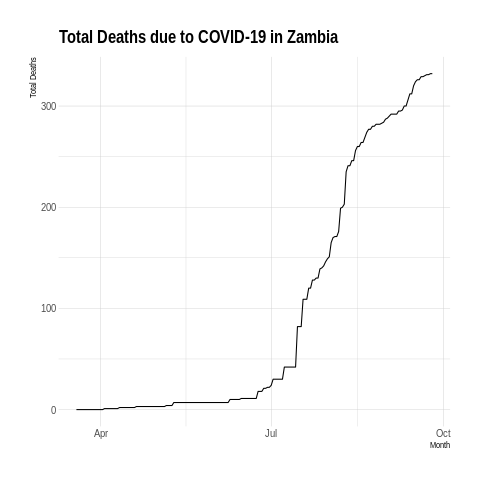 Total Deaths due to COVID-19 in Zambia
Total Deaths
300
200
100
0
Apr Jul Oct
Month